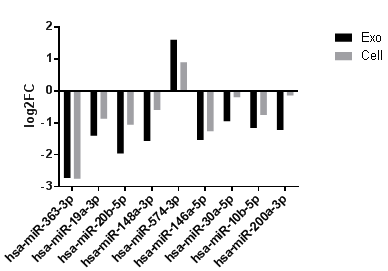 2
1
0
-1
-2
-3
log2FC
Exo
Cell
hsa-miR-363-3p
hsa-miR-19a-3p
hsa-miR-20b-5p
hsa-miR-148a-3p
hsa-miR-574-3p
hsa-miR-146a-5p
hsa-miR-30a-5p
hsa-miR-10b-5p
hsa-miR-200a-3p